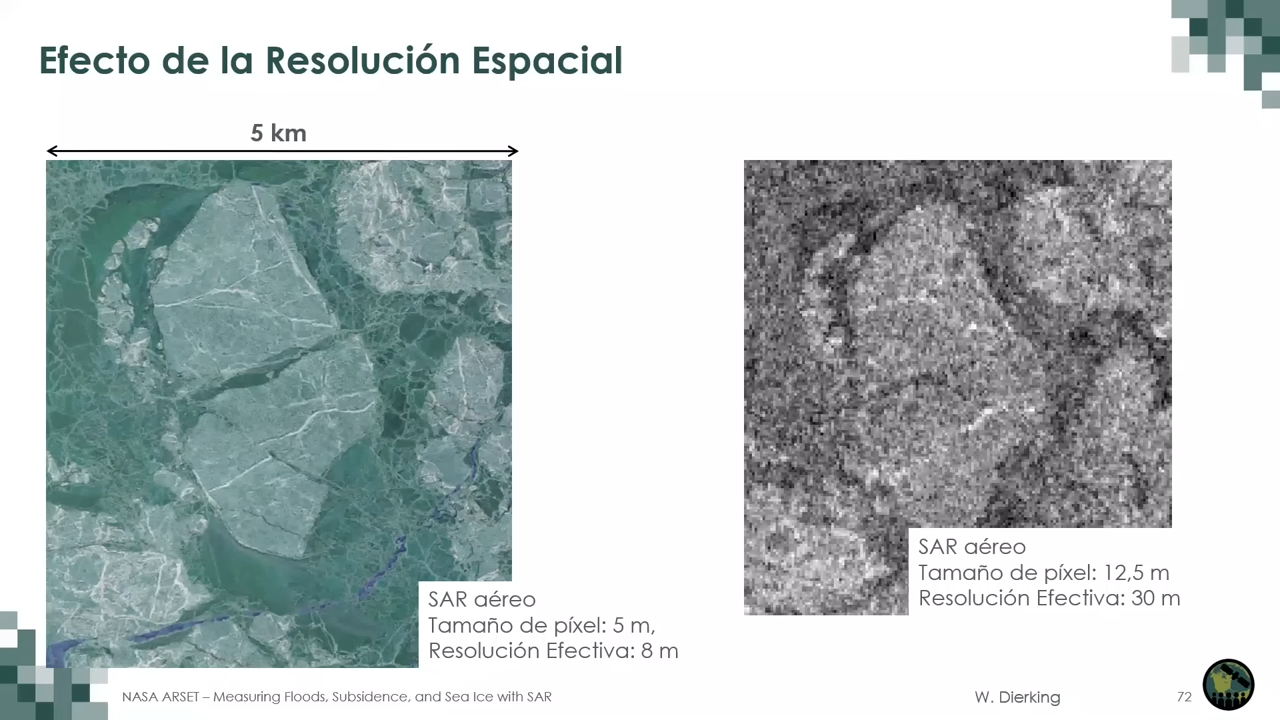 Efecto de la Resolución Espacial
5 km
SAR aéreo
Tamaño de píxel: 5 m,
Resolución Efectiva: 8 m
SAR aéreo
Tamaño de píxel: 12,5 m
Resolución Efectiva: 30 m
NASA ARSET – Measuring Floods, Subsidence, and Sea Ice with SAR
W. Dierking
72